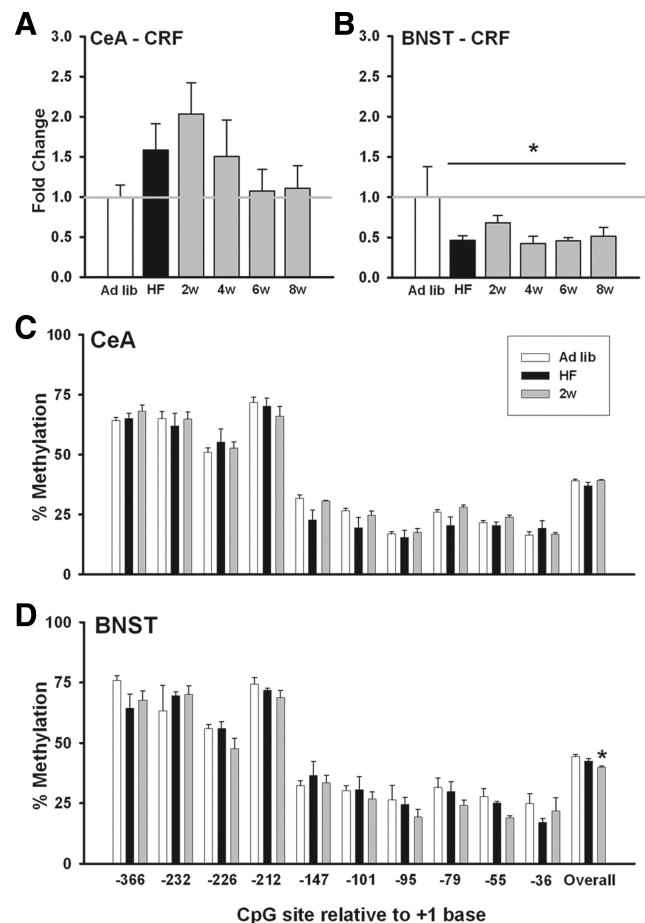 A
CeA - CRF
3.0
2.5
2.0
1.5
1.0
0.5
0.0
Fold Change
Ad lib HF 2w 4w 6w 8w
B
BNST - CRF
3.0
2.5
2.0
1.5
1.0
0.5
0.0
*
Ad lib HF 2w 4w 6w 8w
C
CeA
100
75
50
25
0
% Methylation
Ad lib
HF
2w
D
BNST
100
75
50
25
0
% Methylation
*
-366 -232 -226 -212 -147 -101 -95 -79 -55 -36 Overall
CpG site relative to +1 base